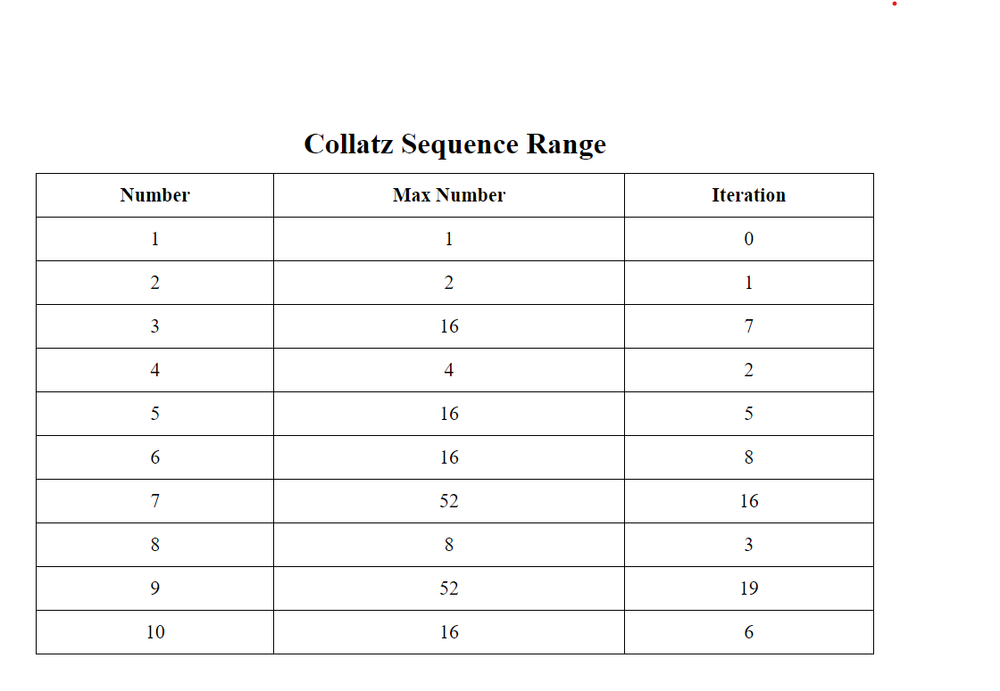 Collatz Sequence Range
Number Max Number Iteration
1 1 0
2 2 1
3 16 7
4 4 2
5 16 5
6 16 8
7 52 16
8 8 3
9 52 19
10 16 6